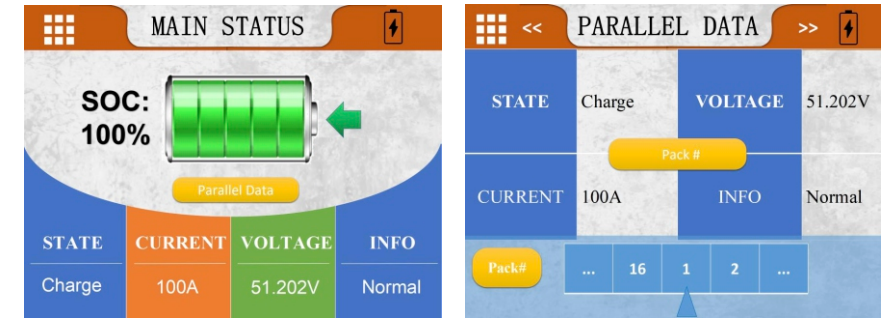 MAIN STATUS
SOC:
100%
Parallel Data
STATE CURRENT VOLTAGE INFO
Charge 100A 51.202V Normal
<< PARALLEL DATA >>
STATE Charge VOLTAGE 51.202V
Pack #
CURRENT 100A INFO Normal
Pack# ... 16 1 2 ...